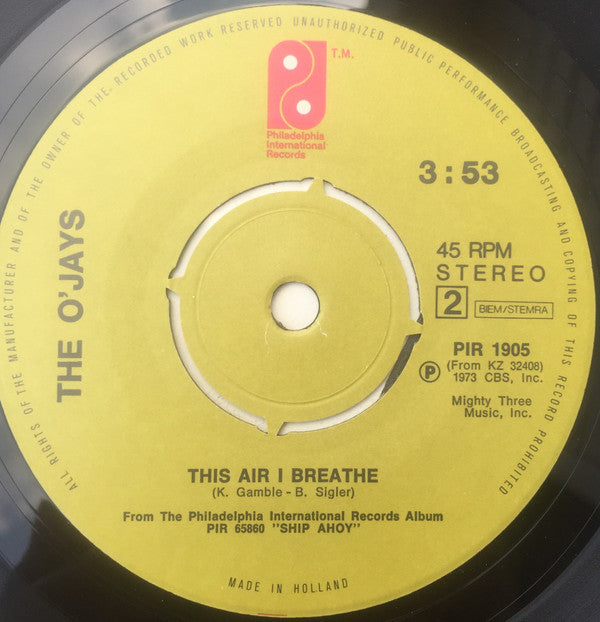 ALL RIGHTS OF THE MANUFACTURER AND OF THE OWNER OF THE RECORDED WORK RESERVED UNAUTHORIZED PUBLIC PERFORMANCE BROADCASTING AND COPYING OF THIS RECORD PROHIBITED
T.M.
Philadelphia
International
Records
3:53
THE O'JAYS
45 RPM
STEREO
2 BIEM/STEMRA
PIR 1905
(From KZ 32408)
Ⓟ 1973 CBS, Inc.
Mighty Three
Music, Inc.
THIS AIR I BREATHE
(K. Gamble - B. Sigler)
From The Philadelphia International Records Album
PIR 65860 "SHIP AHOY"
MADE IN HOLLAND